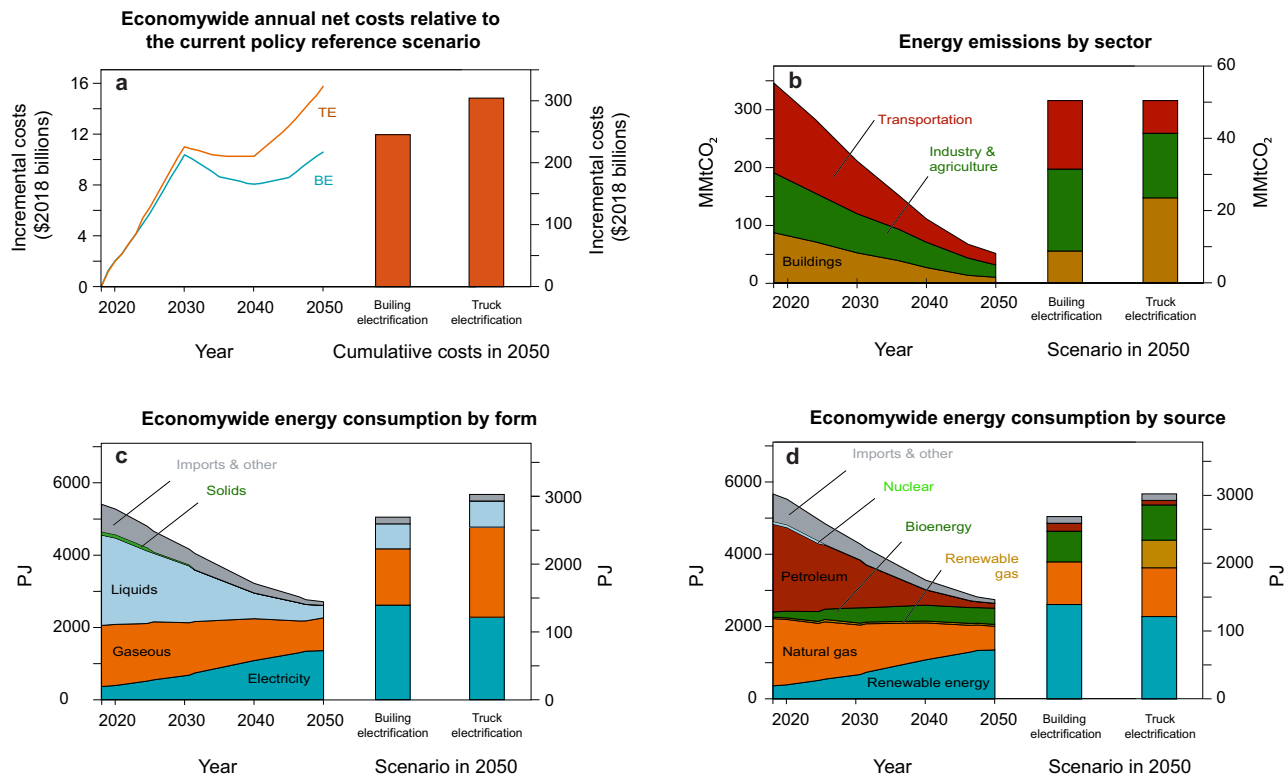 Economywide annual net costs relative to
the current policy reference scenario
a
16
12
8
4
0
Incremental costs
($2018 billions)
TE
BE
300
200
100
0
Incremental costs
($2018 billions)
2020 2030 2040 2050
Builing
electrification
Truck
electrification
Year
Cumulatiive costs in 2050
Energy emissions by sector
b
300
200
100
0
MMtCO₂
Transportation
Industry &
agriculture
Buildings
60
40
20
0
MMtCO₂
2020 2030 2040 2050
Builing
electrification
Truck
electrification
Year
Scenario in 2050
Economywide energy consumption by form
c
6000
4000
2000
0
PJ
Imports & other
Solids
Liquids
Gaseous
Electricity
3000
2000
1000
0
PJ
2020 2030 2040 2050
Builing
electrification
Truck
electrification
Year
Scenario in 2050
Economywide energy consumption by source
d
6000
4000
2000
0
PJ
Imports & other
Nuclear
Bioenergy
Renewable
gas
Petroleum
Natural gas
Renewable energy
3000
2000
1000
0
PJ
2020 2030 2040 2050
Building
electrification
Truck
electrification
Year
Scenario in 2050